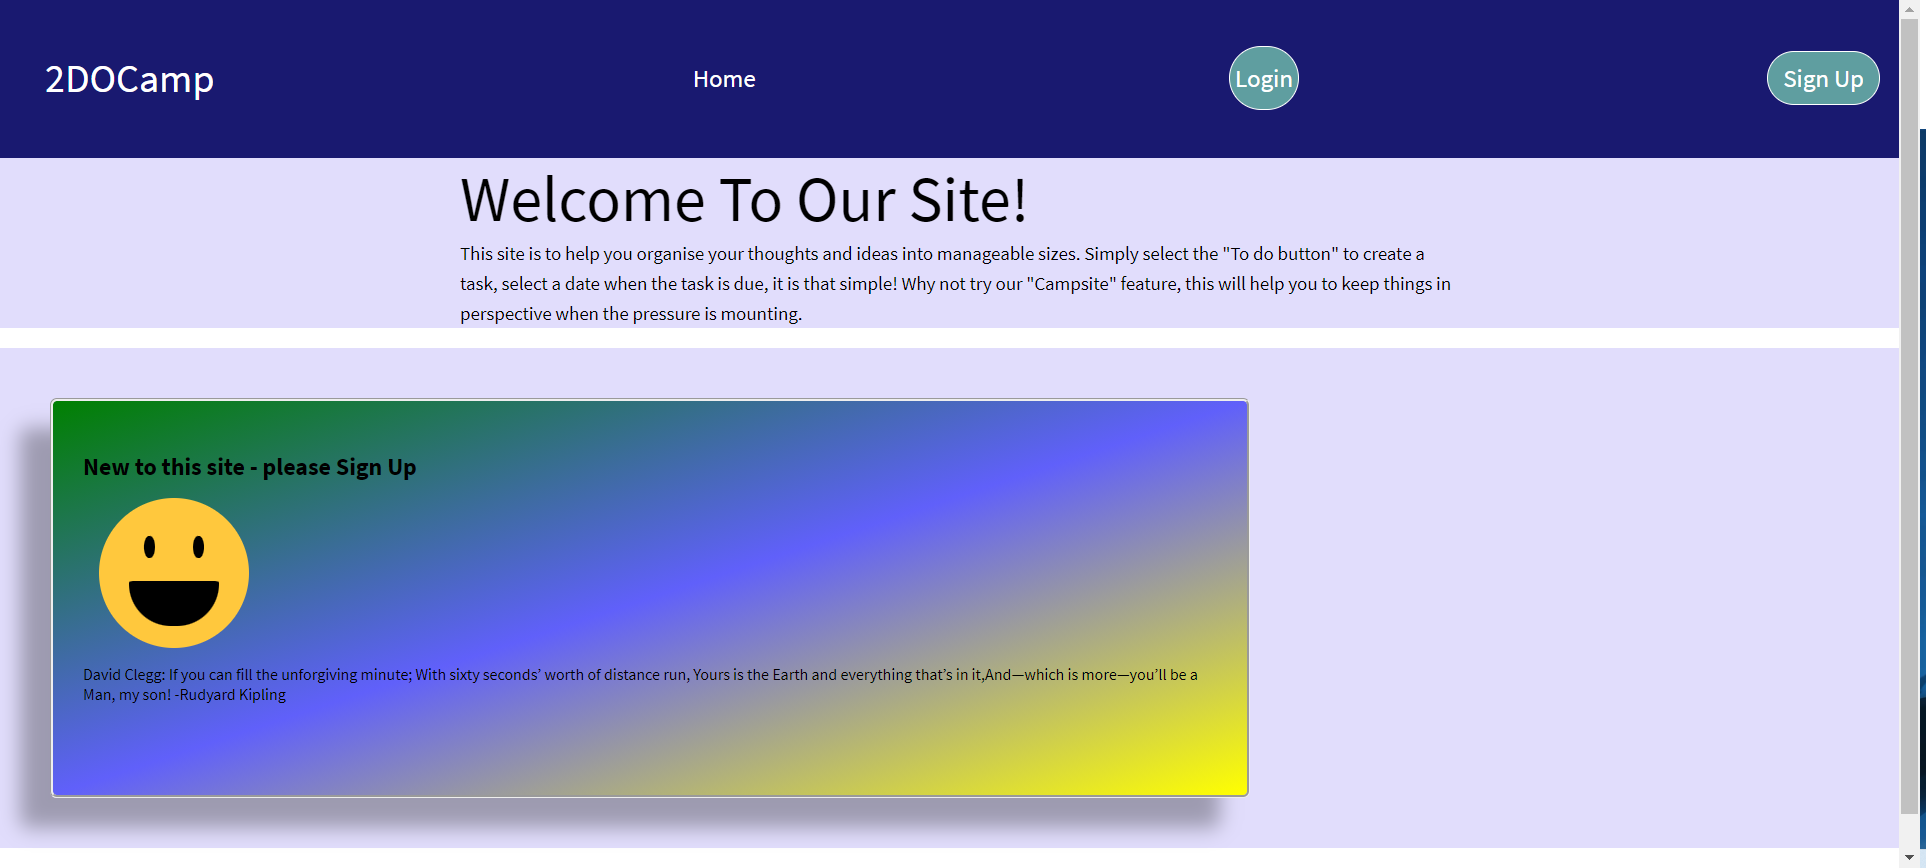 2DOCamp
Home
Login
Sign Up
Welcome To Our Site!
This site is to help you organise your thoughts and ideas into manageable sizes. Simply select the "To do button" to create a
task, select a date when the task is due, it is that simple! Why not try our "Campsite" feature, this will help you to keep things in
perspective when the pressure is mounting.
New to this site - please Sign Up
David Clegg: If you can fill the unforgiving minute; With sixty seconds’ worth of distance run, Yours is the Earth and everything that’s in it,And—which is more—you’ll be a
Man, my son! -Rudyard Kipling